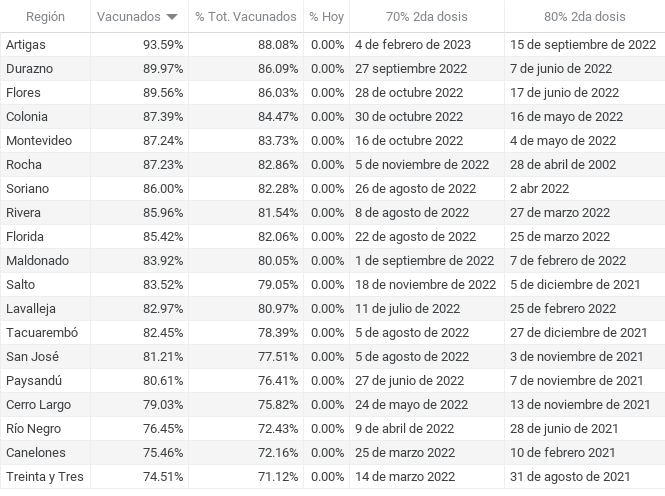 Región Vacunados % Tot. Vacunados % Hoy 70% 2da dosis 80% 2da dosis
Artigas 93.59% 88.08% 0.00% 4 de febrero de 2023 15 de septiembre de 2022
Durazno 89.97% 86.09% 0.00% 27 septiembre de 2022 7 de junio de 2022
Flores 89.56% 86.03% 0.00% 28 de octubre de 2022 17 de junio de 2022
Colonia 87.39% 84.47% 0.00% 30 de octubre de 2022 16 de mayo de 2022
Montevideo 87.24% 83.73% 0.00% 16 de octubre de 2022 4 de mayo de 2022
Rocha 87.23% 82.86% 0.00% 5 de noviembre de 2022 28 de abril de 2002
Soriano 86.00% 82.28% 0.00% 26 de agosto de 2022 2 abr 2022
Rivera 85.96% 81.54% 0.00% 8 de agosto de 2022 27 de marzo 2022
Florida 85.42% 82.06% 0.00% 22 de agosto de 2022 25 de marzo 2022
Maldonado 83.92% 80.05% 0.00% 1 de septiembre de 2022 7 de febrero de 2022
Salto 83.52% 79.05% 0.00% 18 de noviembre de 2022 5 de diciembre de 2021
Lavalleja 82.97% 80.97% 0.00% 11 de julio de 2022 25 de febrero 2022
Tacuarembó 82.45% 78.39% 0.00% 5 de agosto de 2022 27 de diciembre de 2021
San José 81.21% 77.51% 0.00% 5 de agosto de 2022 3 de noviembre de 2021
Paysandú 80.61% 76.41% 0.00% 27 de junio de 2022 7 de noviembre de 2021
Cerro Largo 79.03% 75.82% 0.00% 24 de mayo de 2022 13 de noviembre de 2021
Río Negro 76.45% 72.43% 0.00% 9 de abril de 2022 28 de junio de 2021
Canelones 75.46% 72.16% 0.00% 25 de marzo 2022 10 de febrero de 2021
Treinta y Tres 74.51% 71.12% 0.00% 14 de marzo 2022 31 de agosto de 2021